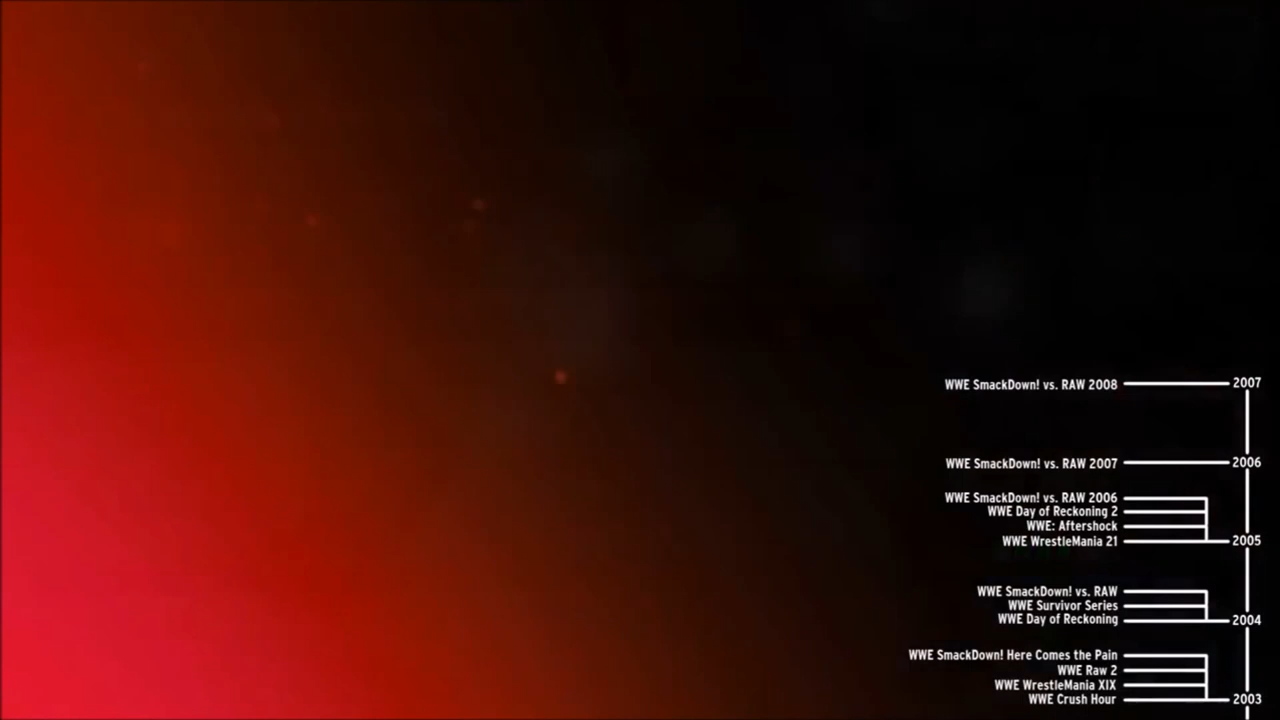 WWE SmackDown! vs. RAW 2008 2007
WWE SmackDown! vs. RAW 2007 2006
WWE SmackDown! vs. RAW 2006
WWE Day of Reckoning 2
WWE: Aftershock
WWE WrestleMania 21 2005
WWE SmackDown! vs. RAW
WWE Survivor Series
WWE Day of Reckoning 2004
WWE SmackDown! Here Comes the Pain
WWE Raw 2
WWE WrestleMania XIX
WWE Crush Hour 2003